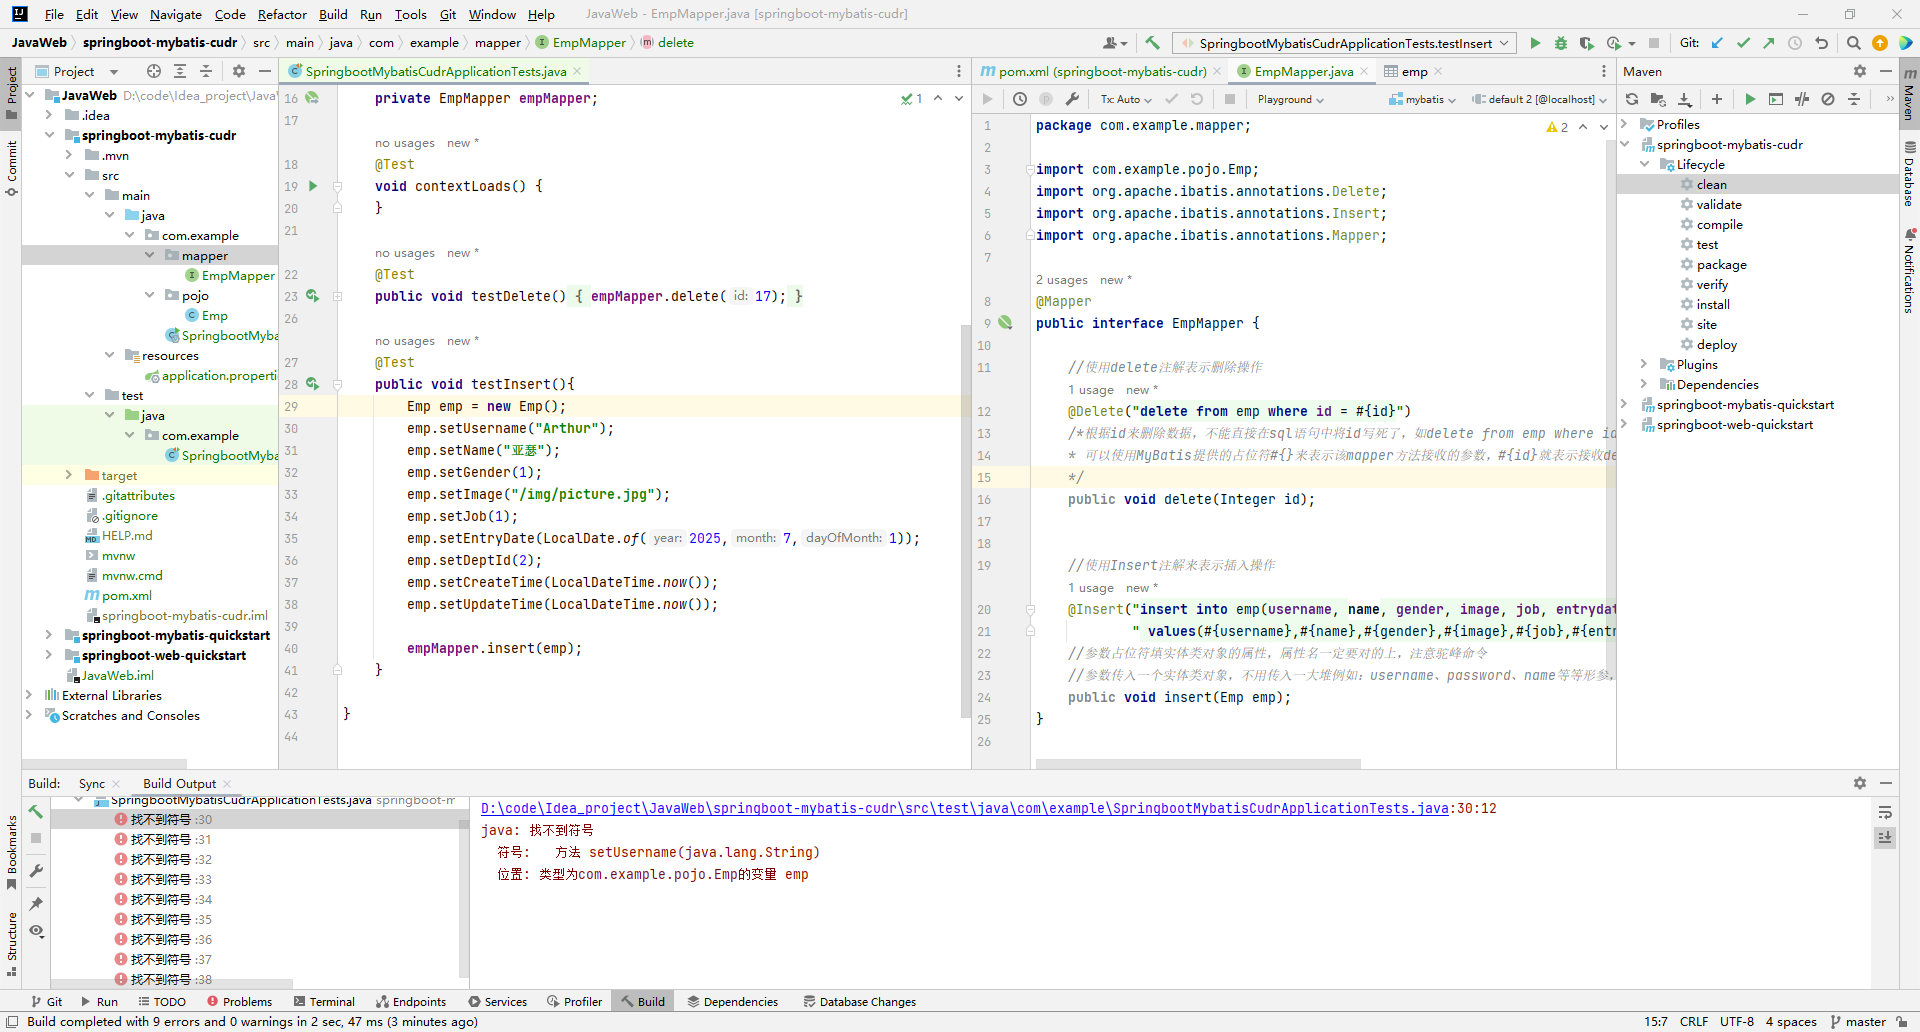 File Edit View Navigate Code Refactor Build Run Tools Git Window Help JavaWeb - EmpMapper.java [springboot-mybatis-cudr]
JavaWeb springboot-mybatis-cudr src main java com example mapper EmpMapper delete
SpringbootMybatisCudrApplicationTests.testInsert Git:
Project
Project
Commit
Bookmarks
Structure
JavaWeb D:\code\Idea_project\Java\
.idea
springboot-mybatis-cudr
.mvn
src
main
java
com.example
mapper
EmpMapper
pojo
Emp
SpringbootMyba
resources
application.properti
test
java
com.example
SpringbootMyba
target
.gitattributes
.gitignore
HELP.md
mvnw
mvnw.cmd
pom.xml
springboot-mybatis-cudr.iml
springboot-mybatis-quickstart
springboot-web-quickstart
JavaWeb.iml
External Libraries
Scratches and Consoles
SpringbootMybatisCudrApplicationTests.java
1
16 private EmpMapper empMapper;
17
no usages new *
18 @Test
19 void contextLoads() {
20 }
21
no usages new *
22 @Test
23 public void testDelete() { empMapper.delete( id: 17); }
26
no usages new *
27 @Test
28 public void testInsert(){
29 Emp emp = new Emp();
30 emp.setUsername("Arthur");
31 emp.setName("亚瑟");
32 emp.setGender(1);
33 emp.setImage("/img/picture.jpg");
34 emp.setJob(1);
35 emp.setEntryDate(LocalDate.of( year: 2025, month: 7, dayOfMonth: 1));
36 emp.setDeptId(2);
37 emp.setCreateTime(LocalDateTime.now());
38 emp.setUpdateTime(LocalDateTime.now());
39
40 empMapper.insert(emp);
41 }
42
43 }
44
pom.xml (springboot-mybatis-cudr) EmpMapper.java emp
Tx: Auto Playground mybatis default 2 [@localhost]
2
1 package com.example.mapper;
2
3 import com.example.pojo.Emp;
4 import org.apache.ibatis.annotations.Delete;
5 import org.apache.ibatis.annotations.Insert;
6 import org.apache.ibatis.annotations.Mapper;
7
2 usages new *
8 @Mapper
9 public interface EmpMapper {
10
11 //使用delete注解表示删除操作
1 usage new *
12 @Delete("delete from emp where id = #{id}")
13 /*根据id来删除数据，不能直接在sql语句中将id写死了，如delete from emp where id
14 * 可以使用MyBatis提供的占位符#{}来表示该mapper方法接收的参数，#{id}就表示接收de
15 */
16 public void delete(Integer id);
17
18
19 //使用Insert注解来表示插入操作
1 usage new *
20 @Insert("insert into emp(username, name, gender, image, job, entrydat
21 " values(#{username},#{name},#{gender},#{image},#{job},#{entr
22 //参数占位符填实体类对象的属性，属性名一定要对的上，注意驼峰命令
23 //参数传入一个实体类对象，不用传入一大堆例如：username、password、name等等形参，
24 public void insert(Emp emp);
25 }
26
Maven
Profiles
springboot-mybatis-cudr
Lifecycle
clean
validate
compile
test
package
verify
install
site
deploy
Plugins
Dependencies
springboot-mybatis-quickstart
springboot-web-quickstart
Maven
Database
Notifications
Build: Sync Build Output
SpringbootMybatisCudrApplicationTests.java springboot-m
找不到符号 :30
找不到符号 :31
找不到符号 :32
找不到符号 :33
找不到符号 :34
找不到符号 :35
找不到符号 :36
找不到符号 :37
找不到符号 :38
D:\code\Idea_project\JavaWeb\springboot-mybatis-cudr\src\test\java\com\example\SpringbootMybatisCudrApplicationTests.java:30:12
java: 找不到符号
符号: 方法 setUsername(java.lang.String)
位置: 类型为com.example.pojo.Emp的变量 emp
Git Run TODO Problems Terminal Endpoints Services Profiler Build Dependencies Database Changes
Build completed with 9 errors and 0 warnings in 2 sec, 47 ms (3 minutes ago) 15:7 CRLF UTF-8 4 spaces master